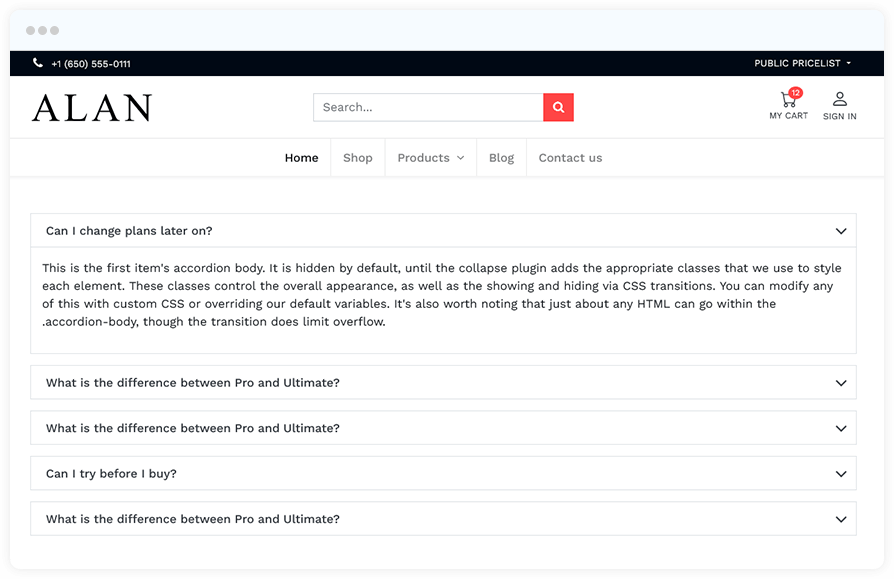 +1 (650) 555-0111
PUBLIC PRICELIST
ALAN
Search...
12
MY CART
SIGN IN
Home Shop Products Blog Contact us
Can I change plans later on?
This is the first item's accordion body. It is hidden by default, until the collapse plugin adds the appropriate classes that we use to style
each element. These classes control the overall appearance, as well as the showing and hiding via CSS transitions. You can modify any
of this with custom CSS or overriding our default variables. It's also worth noting that just about any HTML can go within the
.accordion-body, though the transition does limit overflow.
What is the difference between Pro and Ultimate?
What is the difference between Pro and Ultimate?
Can I try before I buy?
What is the difference between Pro and Ultimate?